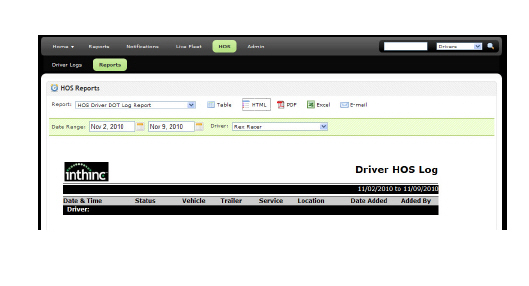 Home Reports Notifications Live Fleet HOS Admin Drivers
Driver Logs Reports
HOS Reports
Report: HOS Driver DOT Log Report Table HTML PDF Excel E-mail
Date Range: Nov 2, 2010 Nov 9, 2010 Driver: Rex Racer
inthinc
Driver HOS Log
11/02/2010 to 11/09/2010
Date & Time Status Vehicle Trailer Service Location Date Added Added By
Driver: